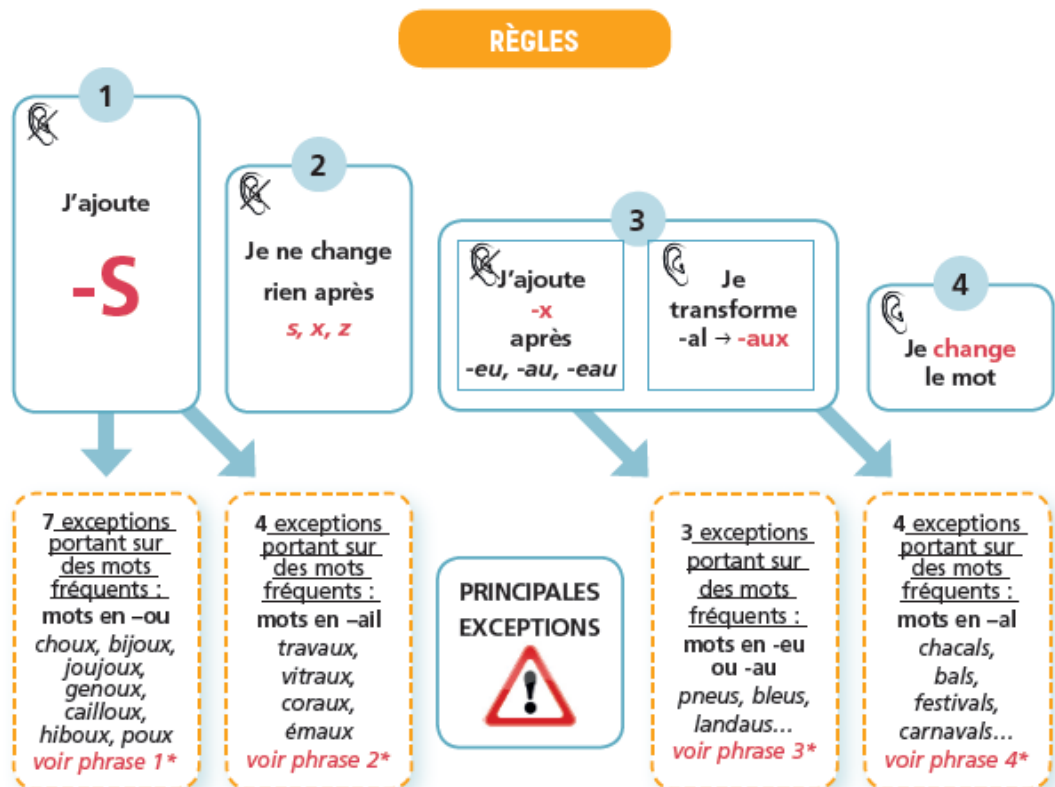 RÈGLES
1
J'ajoute
-S
2
Je ne change
rien après
s, x, z
3
J'ajoute
-x
après
-eu, -au, -eau
Je
transforme
-al → -aux
4
Je change
le mot
7 exceptions
portant sur
des mots
fréquents :
mots en –ou
choux, bijoux,
joujoux,
genoux,
cailloux,
hiboux, poux
voir phrase 1*
4 exceptions
portant sur
des mots
fréquents :
mots en –ail
travaux,
vitraux,
coraux,
émaux
voir phrase 2*
PRINCIPALES
EXCEPTIONS
!
3 exceptions
portant sur
des mots
fréquents :
mots en -eu
ou -au
pneus, bleus,
landaus...
voir phrase 3*
4 exceptions
portant sur
des mots
fréquents :
mots en –al
chacals,
bals,
festivals,
carnavals...
voir phrase 4*